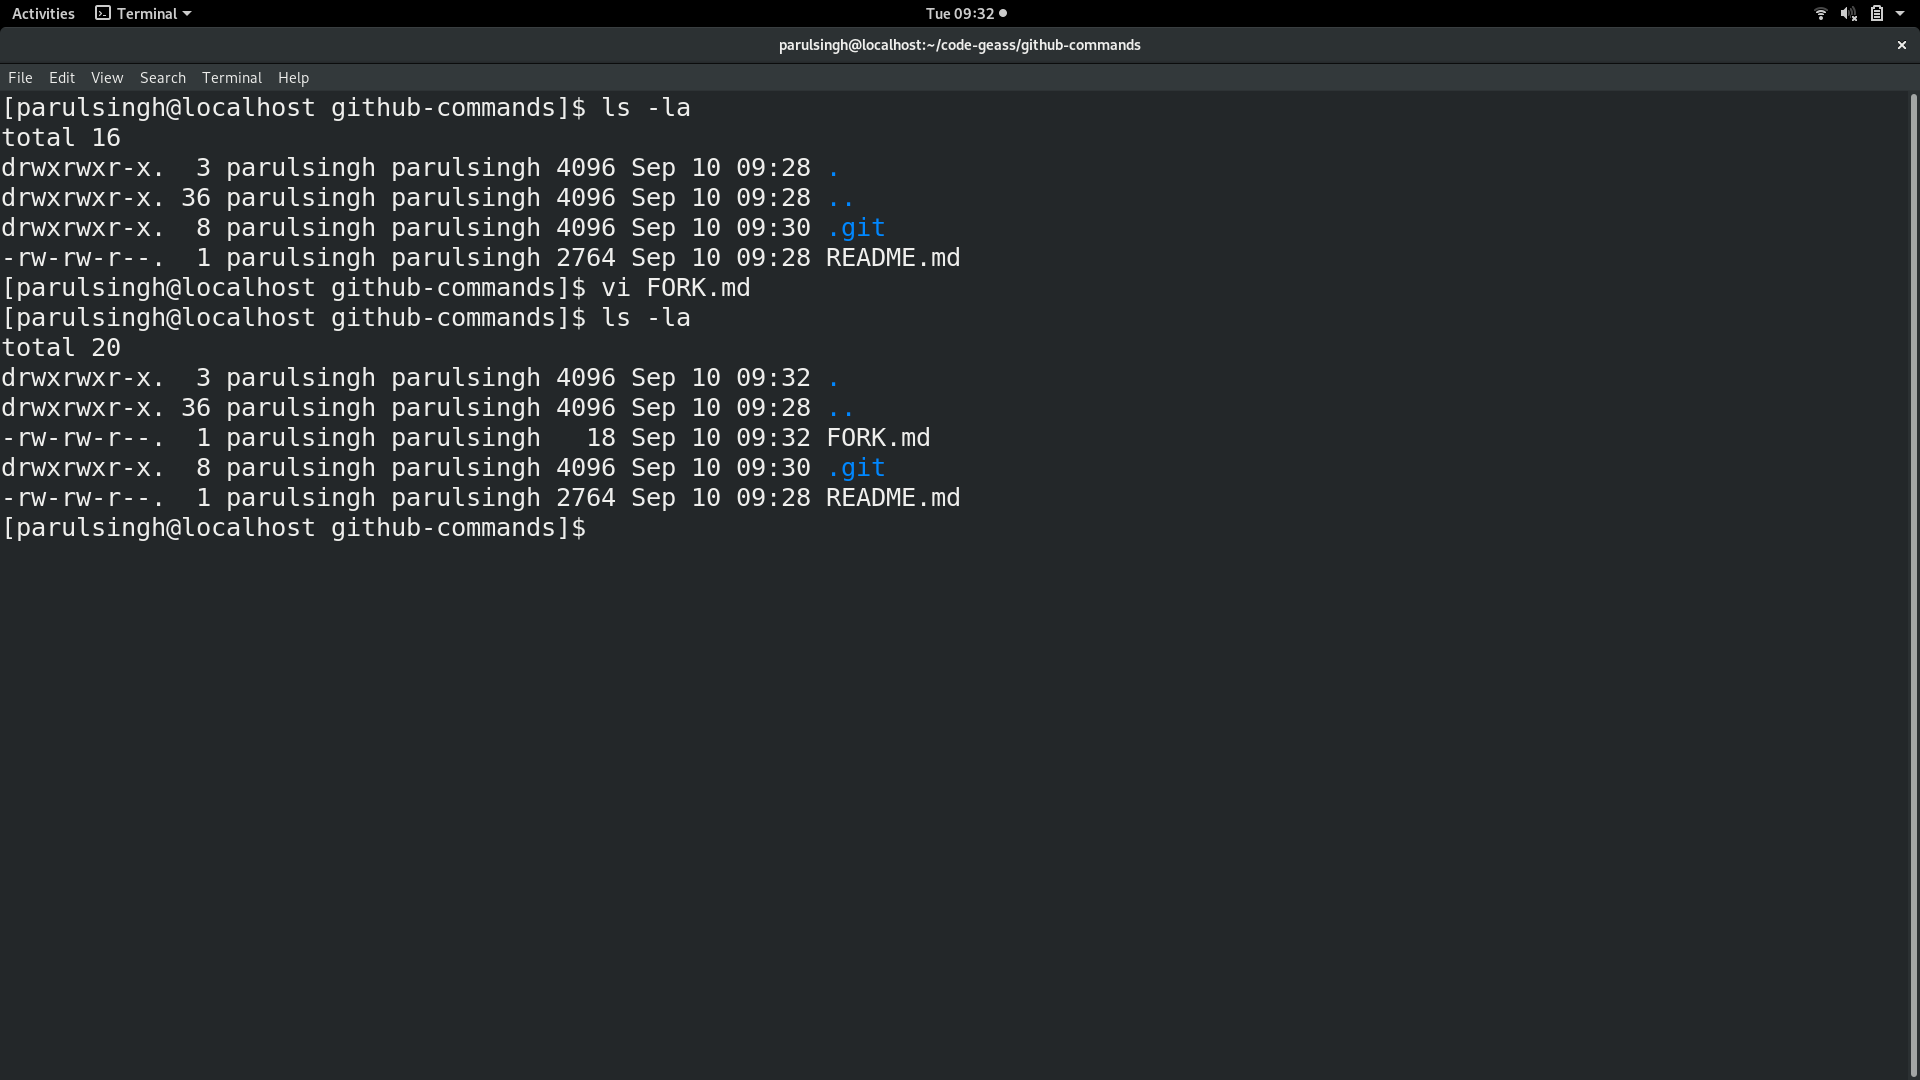 Activities Terminal Tue 09:32
parulsingh@localhost:~/code-geass/github-commands
File Edit View Search Terminal Help
[parulsingh@localhost github-commands]$ ls -la
total 16
drwxrwxr-x.  3 parulsingh parulsingh 4096 Sep 10 09:28 .
drwxrwxr-x. 36 parulsingh parulsingh 4096 Sep 10 09:28 ..
drwxrwxr-x.  8 parulsingh parulsingh 4096 Sep 10 09:30 .git
-rw-rw-r--.  1 parulsingh parulsingh 2764 Sep 10 09:28 README.md
[parulsingh@localhost github-commands]$ vi FORK.md
[parulsingh@localhost github-commands]$ ls -la
total 20
drwxrwxr-x.  3 parulsingh parulsingh 4096 Sep 10 09:32 .
drwxrwxr-x. 36 parulsingh parulsingh 4096 Sep 10 09:28 ..
-rw-rw-r--.  1 parulsingh parulsingh   18 Sep 10 09:32 FORK.md
drwxrwxr-x.  8 parulsingh parulsingh 4096 Sep 10 09:30 .git
-rw-rw-r--.  1 parulsingh parulsingh 2764 Sep 10 09:28 README.md
[parulsingh@localhost github-commands]$